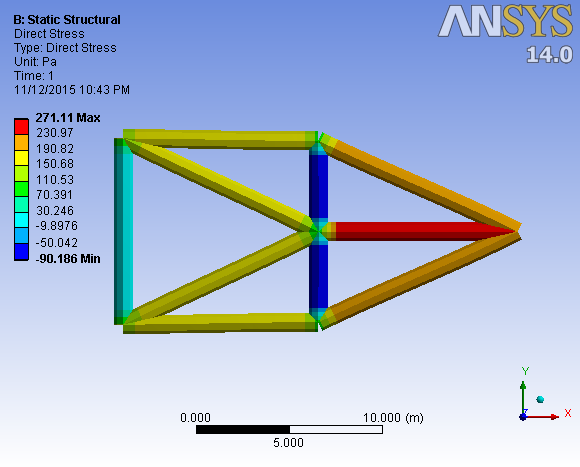 B: Static Structural
Direct Stress
Type: Direct Stress
Unit: Pa
Time: 1
11/12/2015 10:43 PM
ANSYS
14.0
271.11 Max
230.97
190.82
150.68
110.53
70.391
30.246
-9.8976
-50.042
-90.186 Min
0.000 10.000 (m)
5.000
Y
Z X